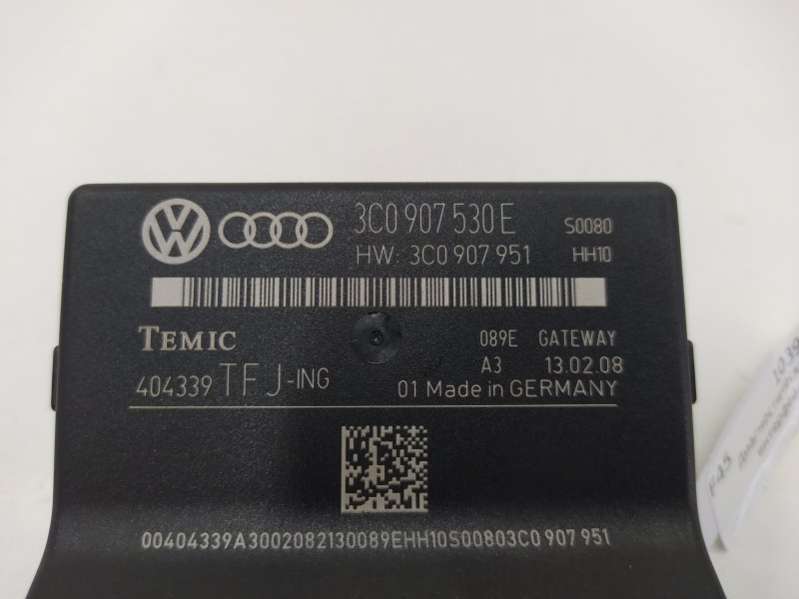 3C0 907 530 E S0080
HW: 3C0 907 951 HH10
TEMIC 089E GATEWAY
A3 13.02.08
404339 TFJ-ING 01 Made in GERMANY
00404339A3002082130089EHH10S00803C0 907 951